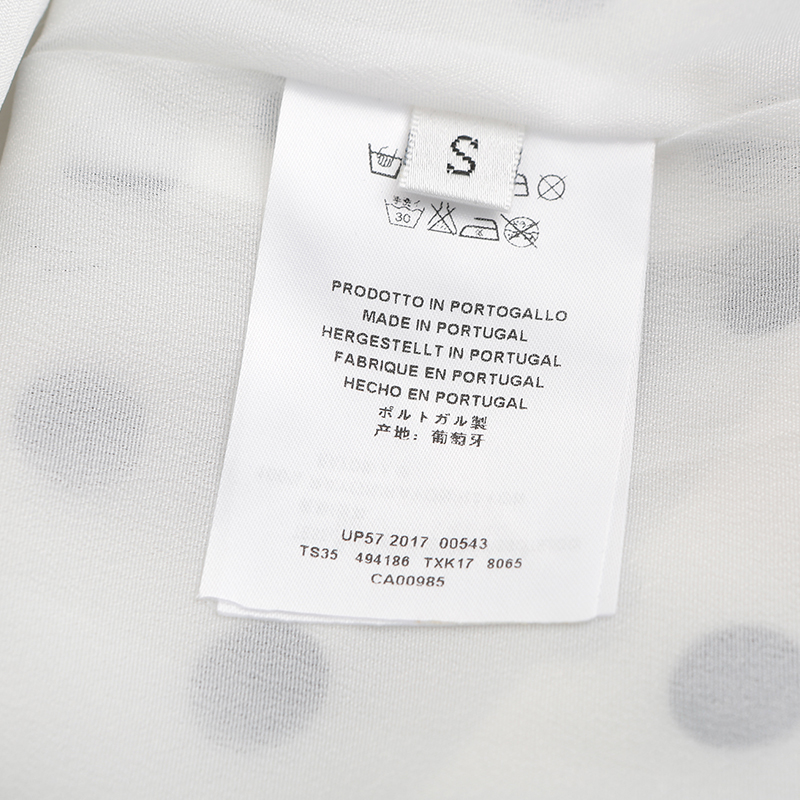 S
30
PRODOTTO IN PORTOGALLO
MADE IN PORTUGAL
HERGESTELLT IN PORTUGAL
FABRIQUE EN PORTUGAL
HECHO EN PORTUGAL
ポルトガル製
产地：葡萄牙
UP57 2017 00543
TS35 494186 TXK17 8065
CA00985